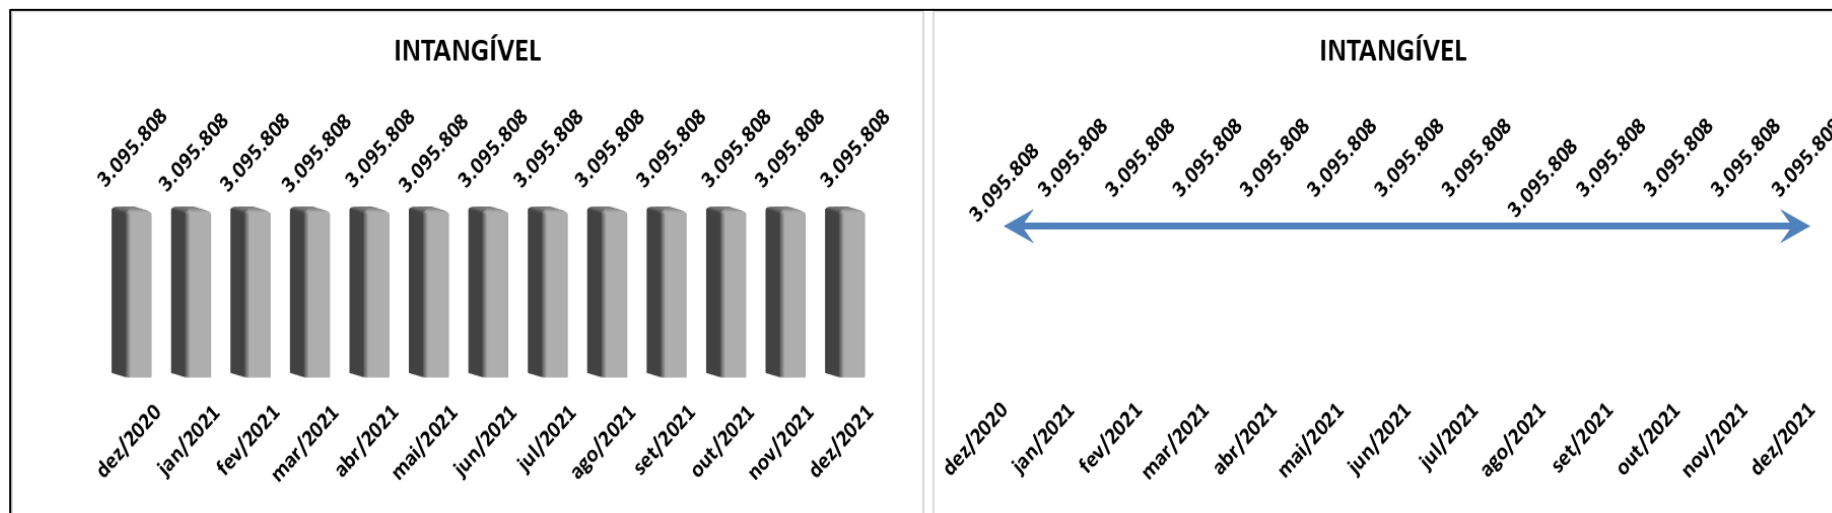 INTANGÍVEL
3.095.808 3.095.808 3.095.808 3.095.808 3.095.808 3.095.808 3.095.808 3.095.808 3.095.808 3.095.808 3.095.808 3.095.808 3.095.808
dez/2020 jan/2021 fev/2021 mar/2021 abr/2021 mai/2021 jun/2021 jul/2021 ago/2021 set/2021 out/2021 nov/2021 dez/2021
INTANGÍVEL
3.095.808 3.095.808 3.095.808 3.095.808 3.095.808 3.095.808 3.095.808 3.095.808 3.095.808 3.095.808 3.095.808 3.095.808 3.095.808
dez/2020 jan/2021 fev/2021 mar/2021 abr/2021 mai/2021 jun/2021 jul/2021 ago/2021 set/2021 out/2021 nov/2021 dez/2021